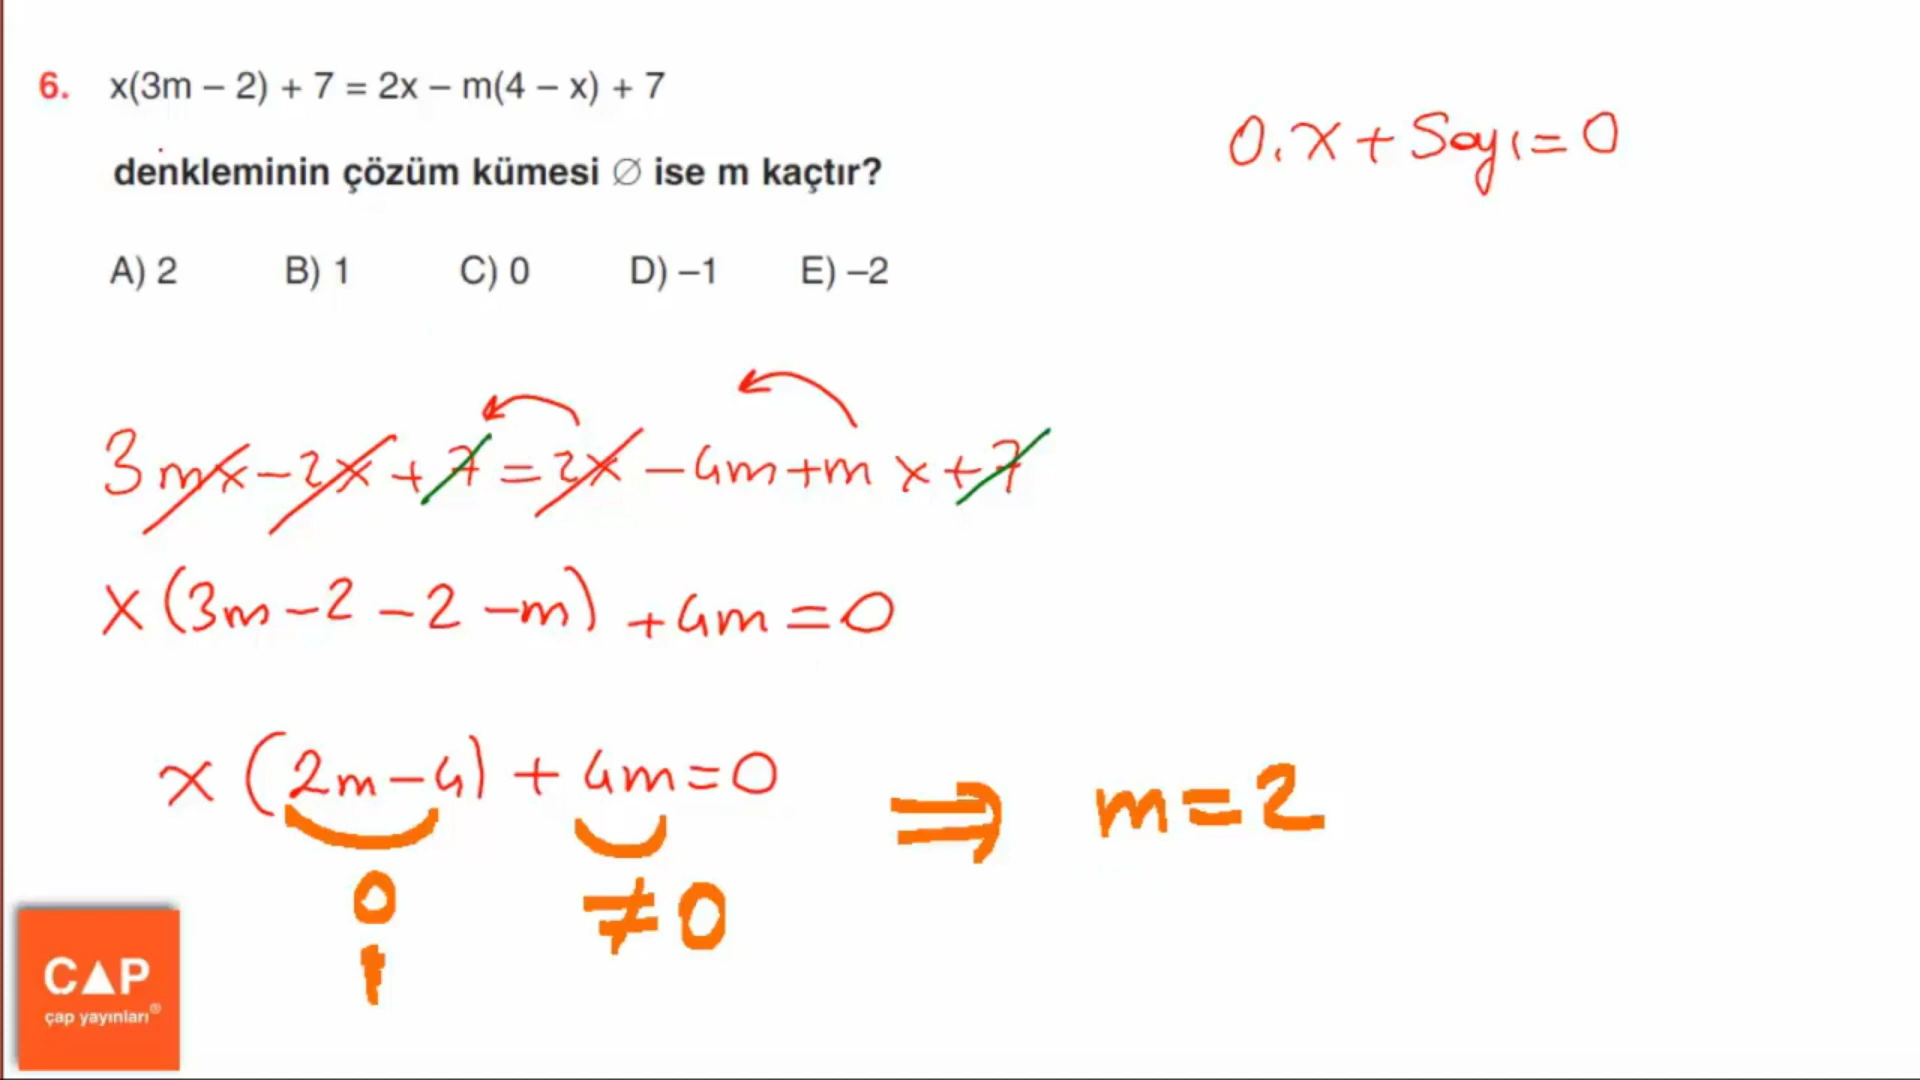 6. x(3m – 2) + 7 = 2x – m(4 – x) + 7
0.x + Sayı = 0
denkleminin çözüm kümesi ∅ ise m kaçtır?
A) 2 B) 1 C) 0 D) –1 E) –2
3mx - 2x + 7 = 2x - 4m + m x + 7
x (3m - 2 - 2 - m) + 4m = 0
x (2m - 4) + 4m = 0 ⇒ m = 2
0 ≠ 0
CAP
çap yayınları®